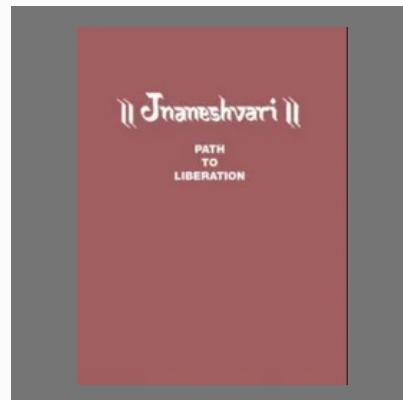 || Jnaneshvari ||
PATH
TO
LIBERATION